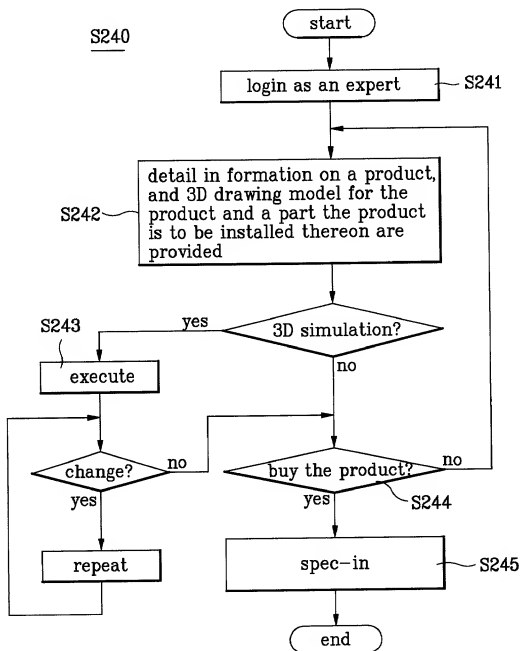 S240
start
login as an expert
S241
detail in formation on a product,
and 3D drawing model for the
product and a part the product
is to be installed thereon are
provided
S242
3D simulation?
yes
no
S243
execute
change?
no
yes
repeat
buy the product?
no
yes
S244
spec-in
S245
end